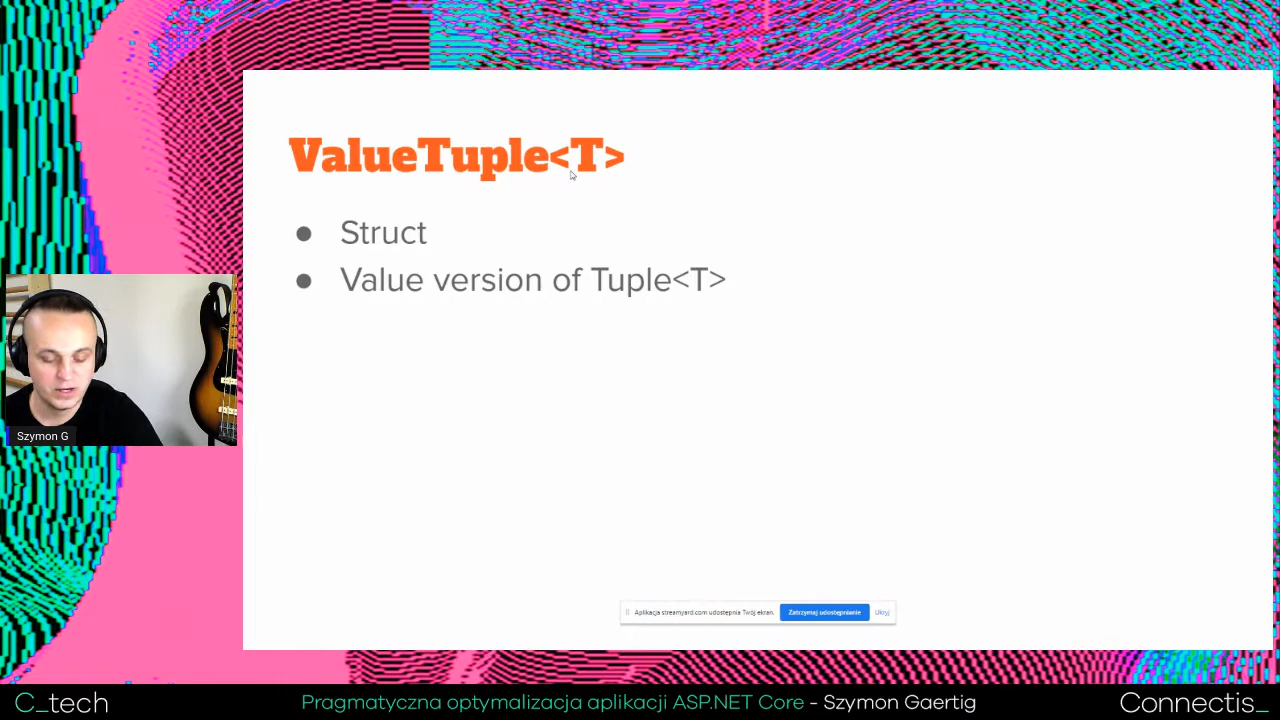 ValueTuple<T>
● Struct
● Value version of Tuple<T>
Szymon G
Aplikacja streamyard.com udostępnia Twój ekran.
Zatrzymaj udostępnianie
Ukryj
C_tech
Pragmatyczna optymalizacja aplikacji ASP.NET Core - Szymon Gaertig
Connectis_